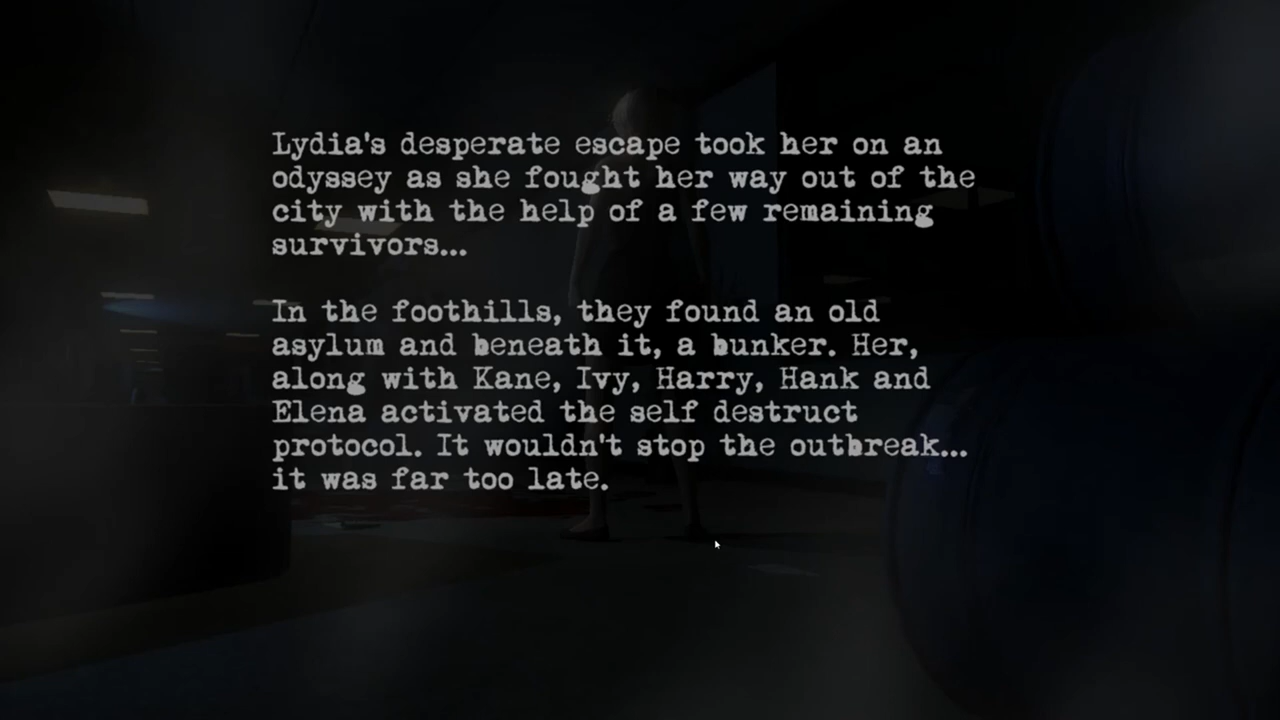 Lydia's desperate escape took her on an
odyssey as she fought her way out of the
city with the help of a few remaining
survivors...
In the foothills, they found an old
asylum and beneath it, a bunker. Her,
along with Kane, Ivy, Harry, Hank and
Elena activated the self destruct
protocol. It wouldn't stop the outbreak...
it was far too late.